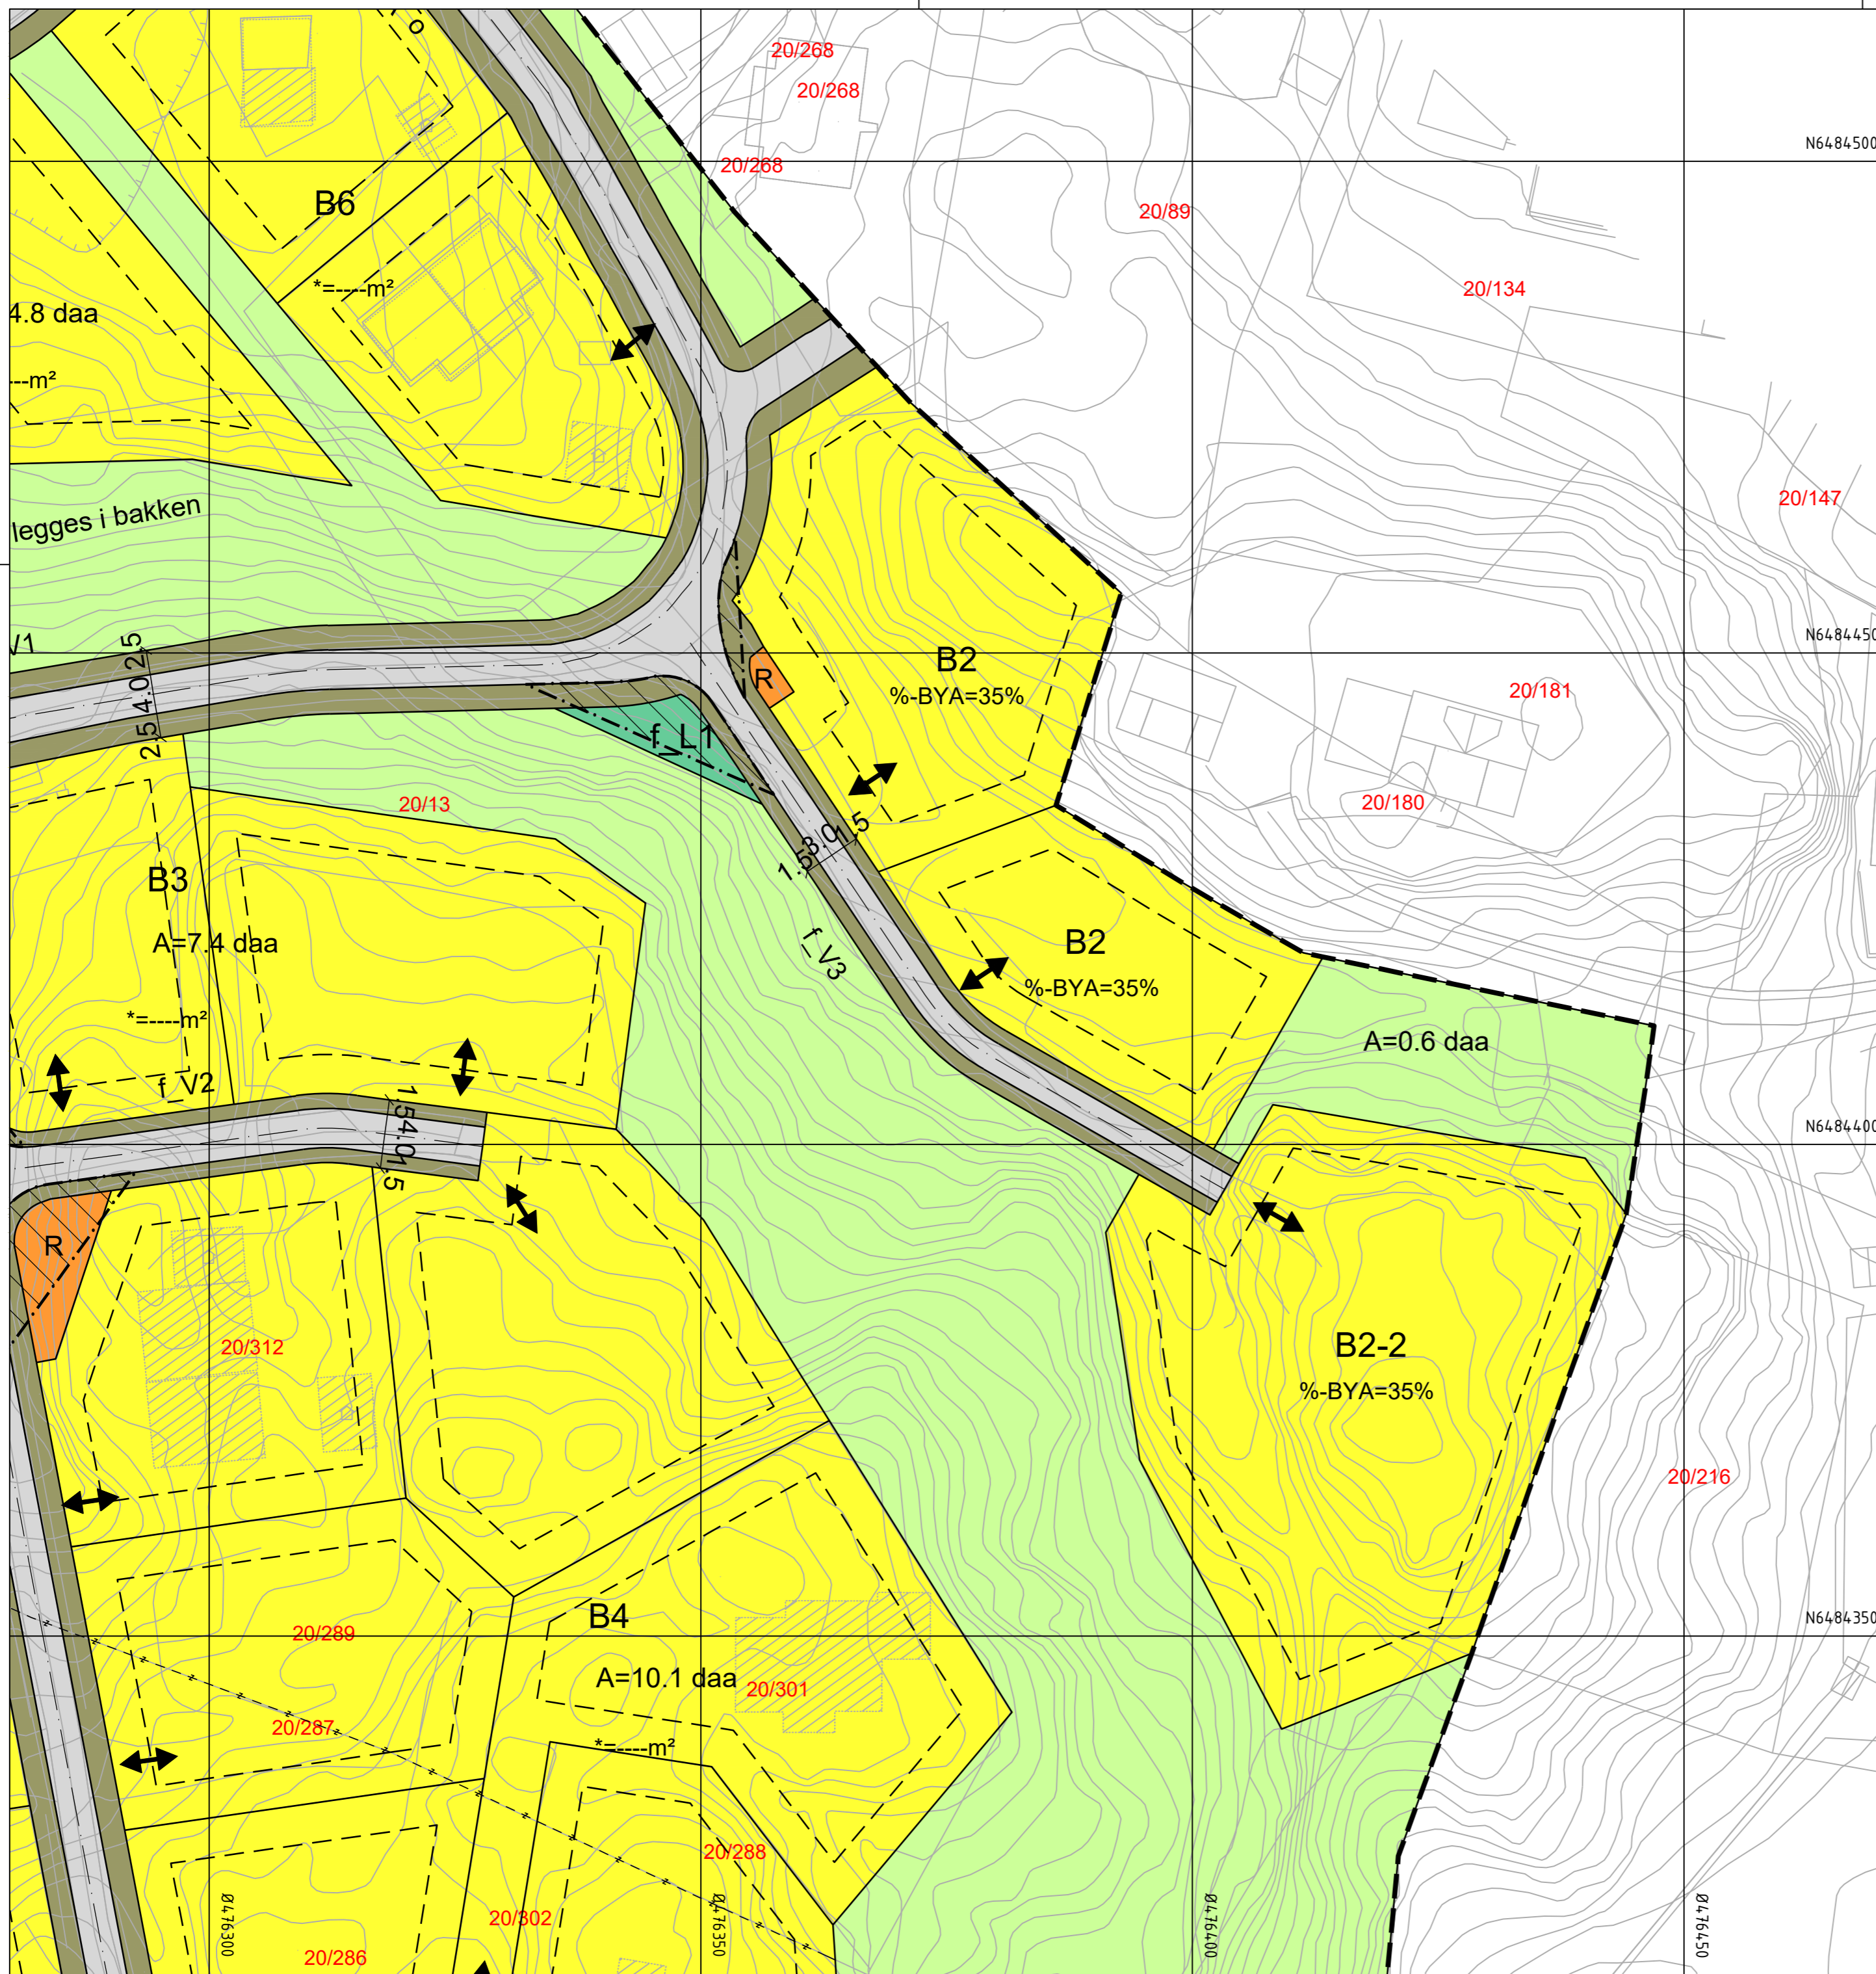 o
20/268
20/268
20/268
N6484500
B6
20/89
*=----m²
20/134
4.8 daa
---m²
20/147
legges i bakken
N6484450
V1
2.5
4.0
2.5
B2
%-BYA=35%
R
f_L1
20/181
20/13
20/180
1.5
3.0
1.5
B3
A=7.4 daa
f_V3
B2
%-BYA=35%
*=----m²
A=0.6 daa
f_V2
1.5
4.0
1.5
N6484400
R
20/312
B2-2
%-BYA=35%
20/216
B4
20/289
N6484350
A=10.1 daa
20/301
20/287
*=----m²
20/288
20/302
20/286
Ø476300
Ø476350
Ø476400
Ø476450